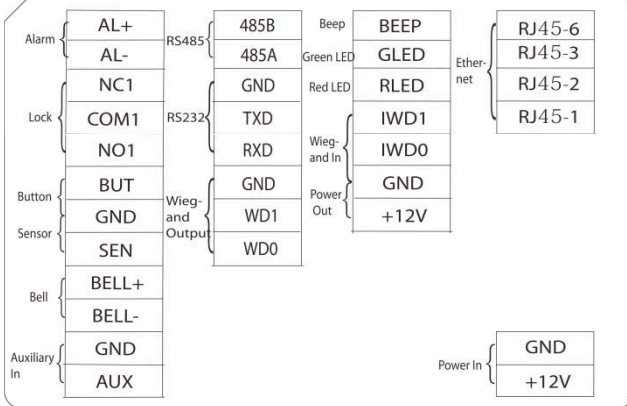 Alarm
AL+
AL-
Lock
NC1
COM1
NO1
Button
Sensor
BUT
GND
SEN
Bell
BELL+
BELL-
Auxiliary
In
GND
AUX
RS485
485B
485A
RS232
GND
TXD
RXD
Wieg-
and
Output
GND
WD1
WD0
Beep
BEEP
Green LED
GLED
Red LED
RLED
Wieg-
and In
IWD1
IWD0
Power
Out
GND
+12V
Ether-
net
RJ45-6
RJ45-3
RJ45-2
RJ45-1
Power In
GND
+12V